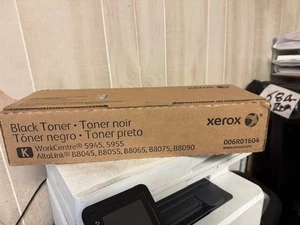 Black Toner • Toner noir
Tóner negro • Toner preto
K WorkCentre® 5945, 5955
AltaLink® B8045, B8055, B8065, B8075, B8090
xerox
006R01604